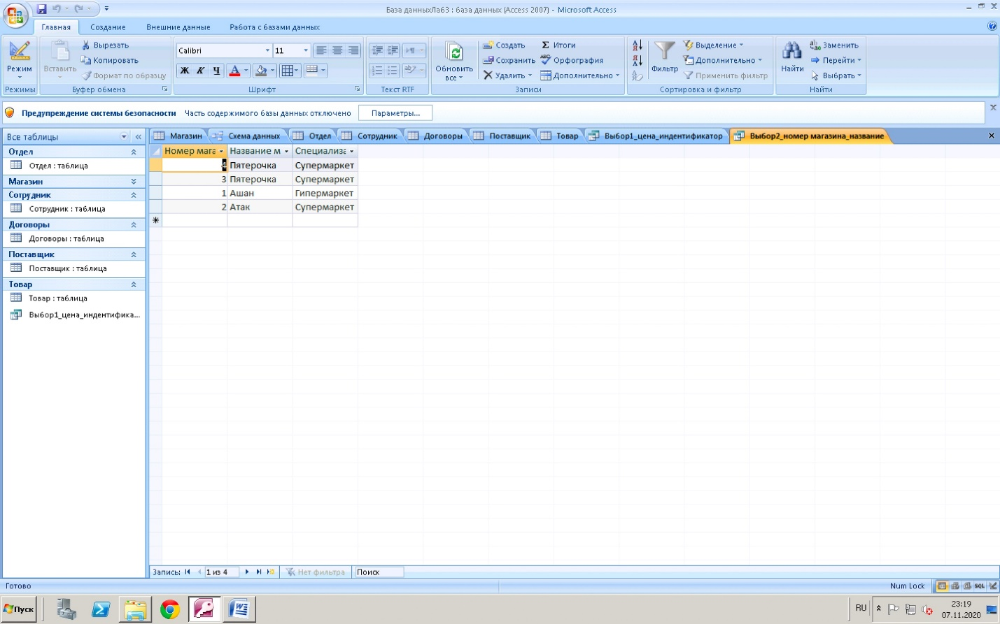 База данныхЛаб3 : база данных (Access 2007) - Microsoft Access
Главная Создание Внешние данные Работа с базами данных
Режим
Режимы
Вставить
Вырезать
Копировать
Формат по образцу
Буфер обмена
Calibri 11
Ж К Ч А
Шрифт
Текст RTF
Обновить все
Создать
Сохранить
Удалить
Итоги
Орфография
Дополнительно
Записи
Фильтр
Выделение
Дополнительно
Применить фильтр
Сортировка и фильтр
Найти
Заменить
Перейти
Выбрать
Найти
Предупреждение системы безопасности Часть содержимого базы данных отключено Параметры...
Все таблицы
Отдел
Отдел : таблица
Магазин
Сотрудник
Сотрудник : таблица
Договоры
Договоры : таблица
Поставщик
Поставщик : таблица
Товар
Товар : таблица
Выбор1_цена_индентифика...
Магазин Схема данных Отдел Сотрудник Договоры Поставщик Товар Выбор1_цена_индентификатор Выбор2_номер магазина_название
Номер мага Название м Специализа
4 Пятерочка Супермаркет
3 Пятерочка Супермаркет
1 Ашан Гипермаркет
2 Атак Супермаркет
Запись: 1 из 4 Нет фильтра Поиск
Готово Num Lock SQL
Пуск RU 23:19
07.11.2020